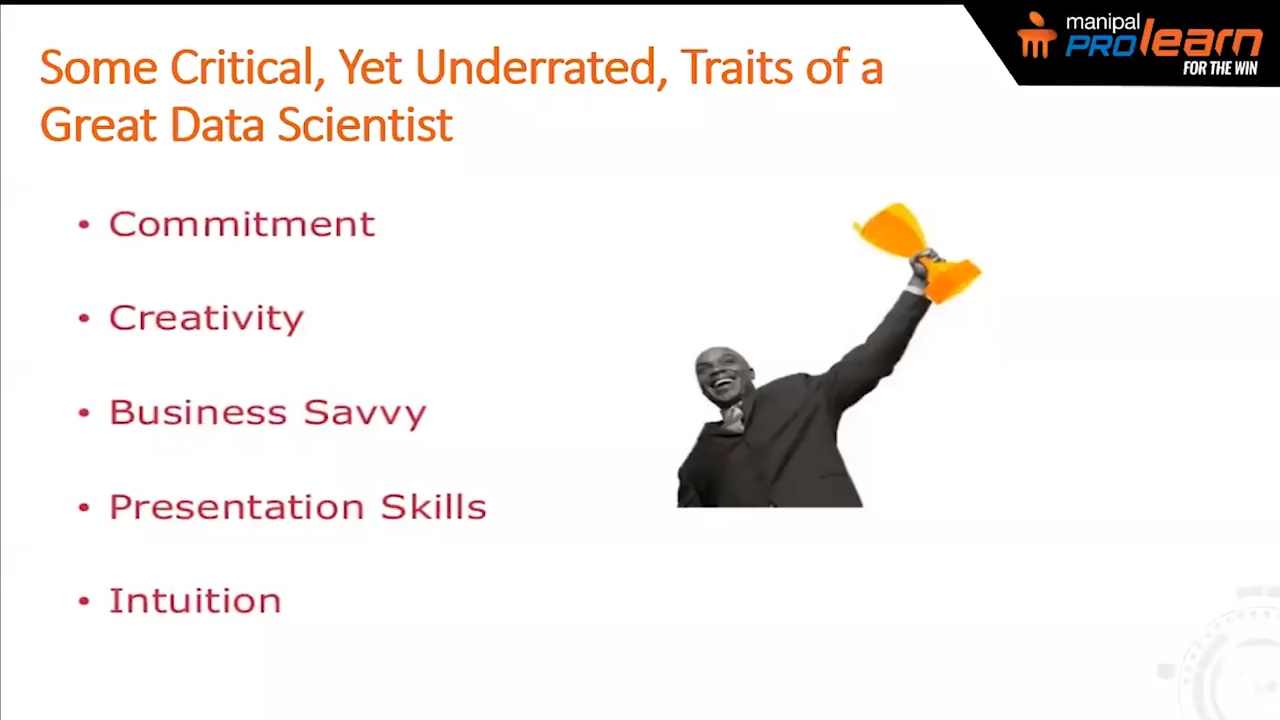 Some Critical, Yet Underrated, Traits of a
Great Data Scientist
manipal
PROlearn
FOR THE WIN
• Commitment
• Creativity
• Business Savvy
• Presentation Skills
• Intuition